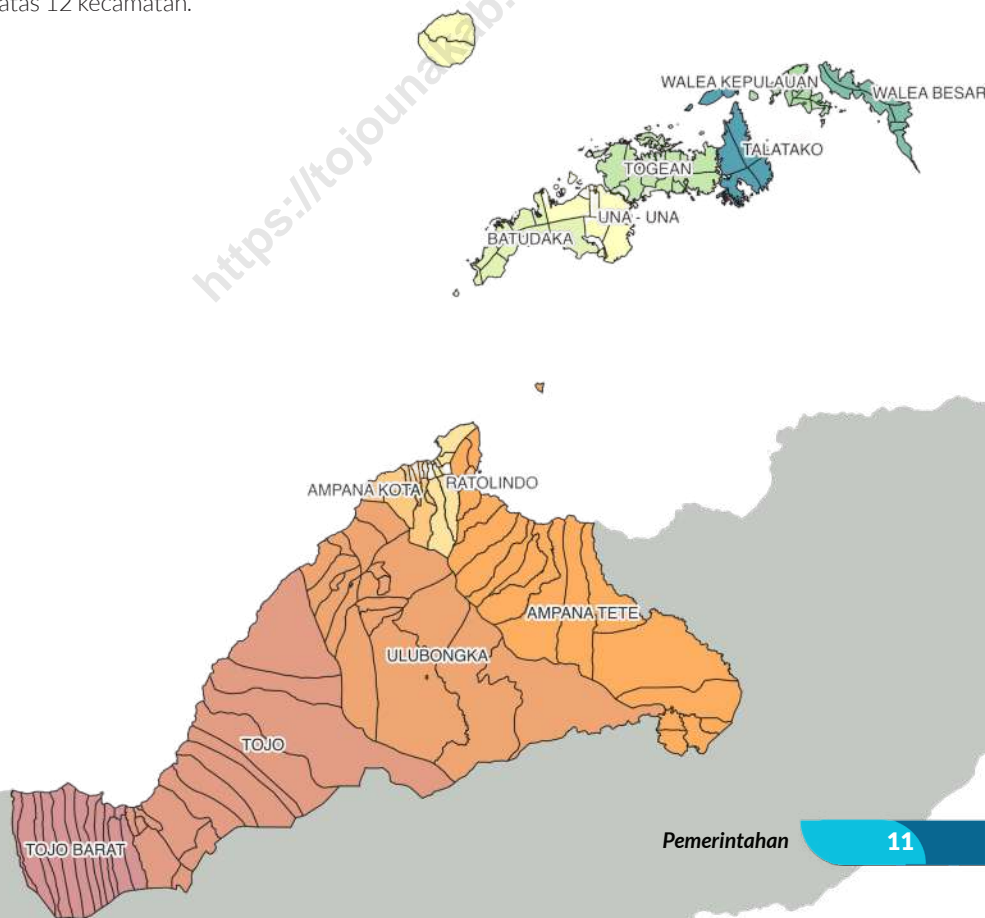 atas 12 kecamatan.
https://tojounakab.
WALEA KEPULAUAN
WALEA BESAR
TALATAKO
TOGEAN
UNA - UNA
BATUDAKA
AMPANA KOTA
RATOLINDO
AMPANA TETE
ULUBONGKA
TOJO
TOJO BARAT
Pemerintahan 11